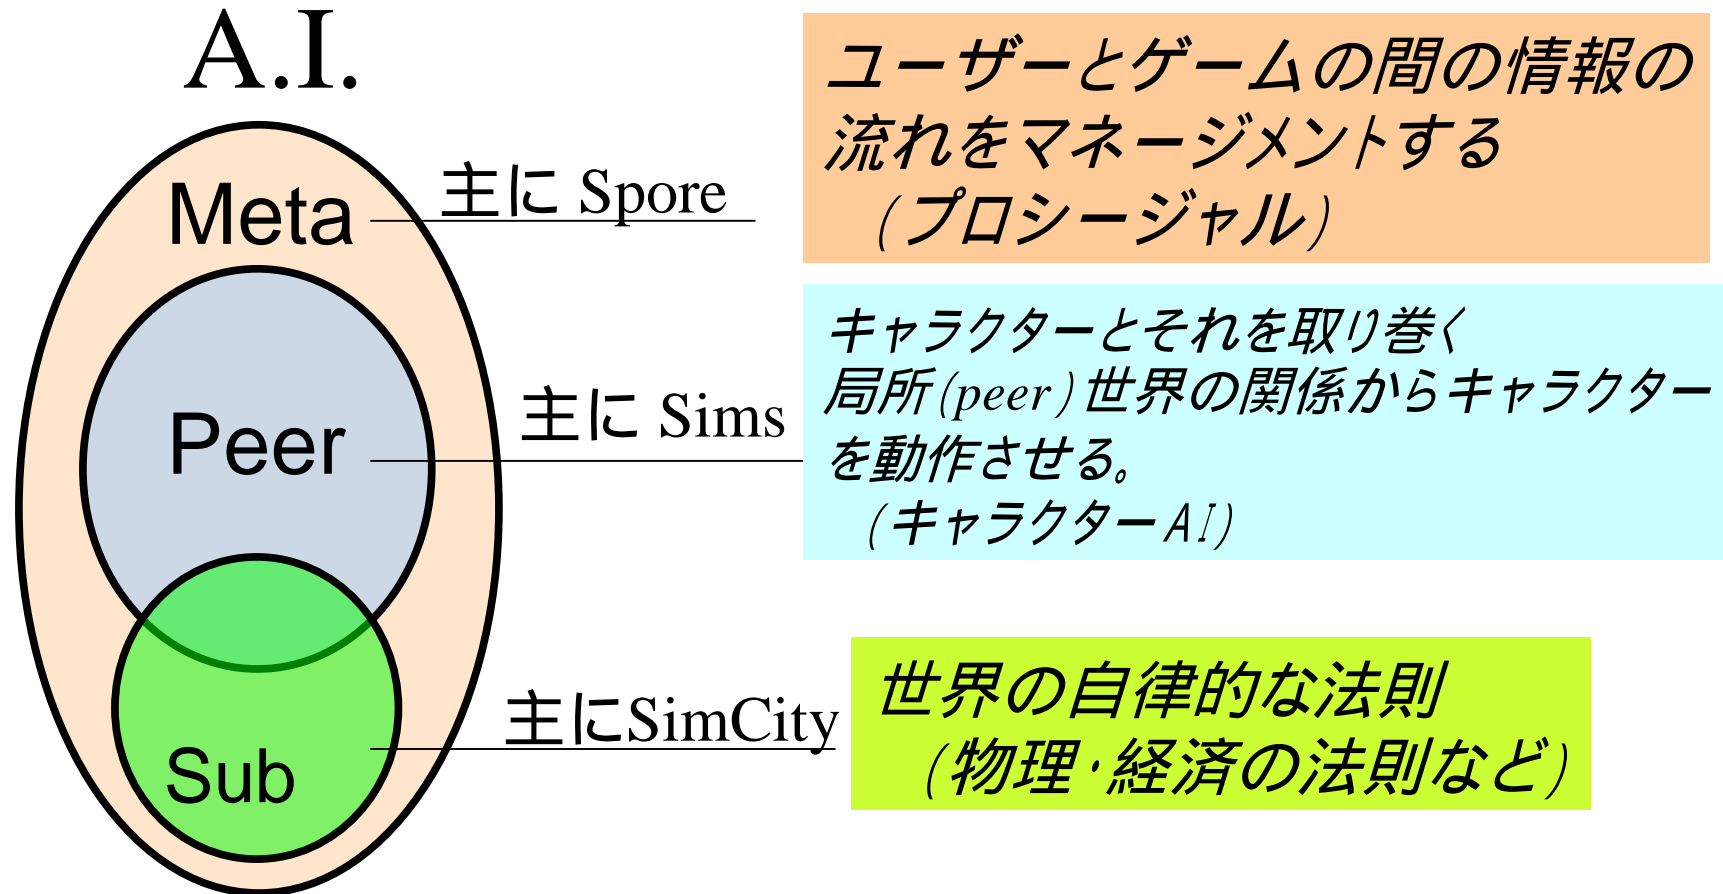 A.I.
Meta
主に Spore
ユーザーとゲームの間の情報の
流れをマネージメントする
(プロシージャル)
Peer
主に Sims
キャラクターとそれを取り巻く
局所(peer)世界の関係からキャラクター
を動作させる。
(キャラクターAI)
Sub
主にSimCity
世界の自律的な法則
(物理・経済の法則など)